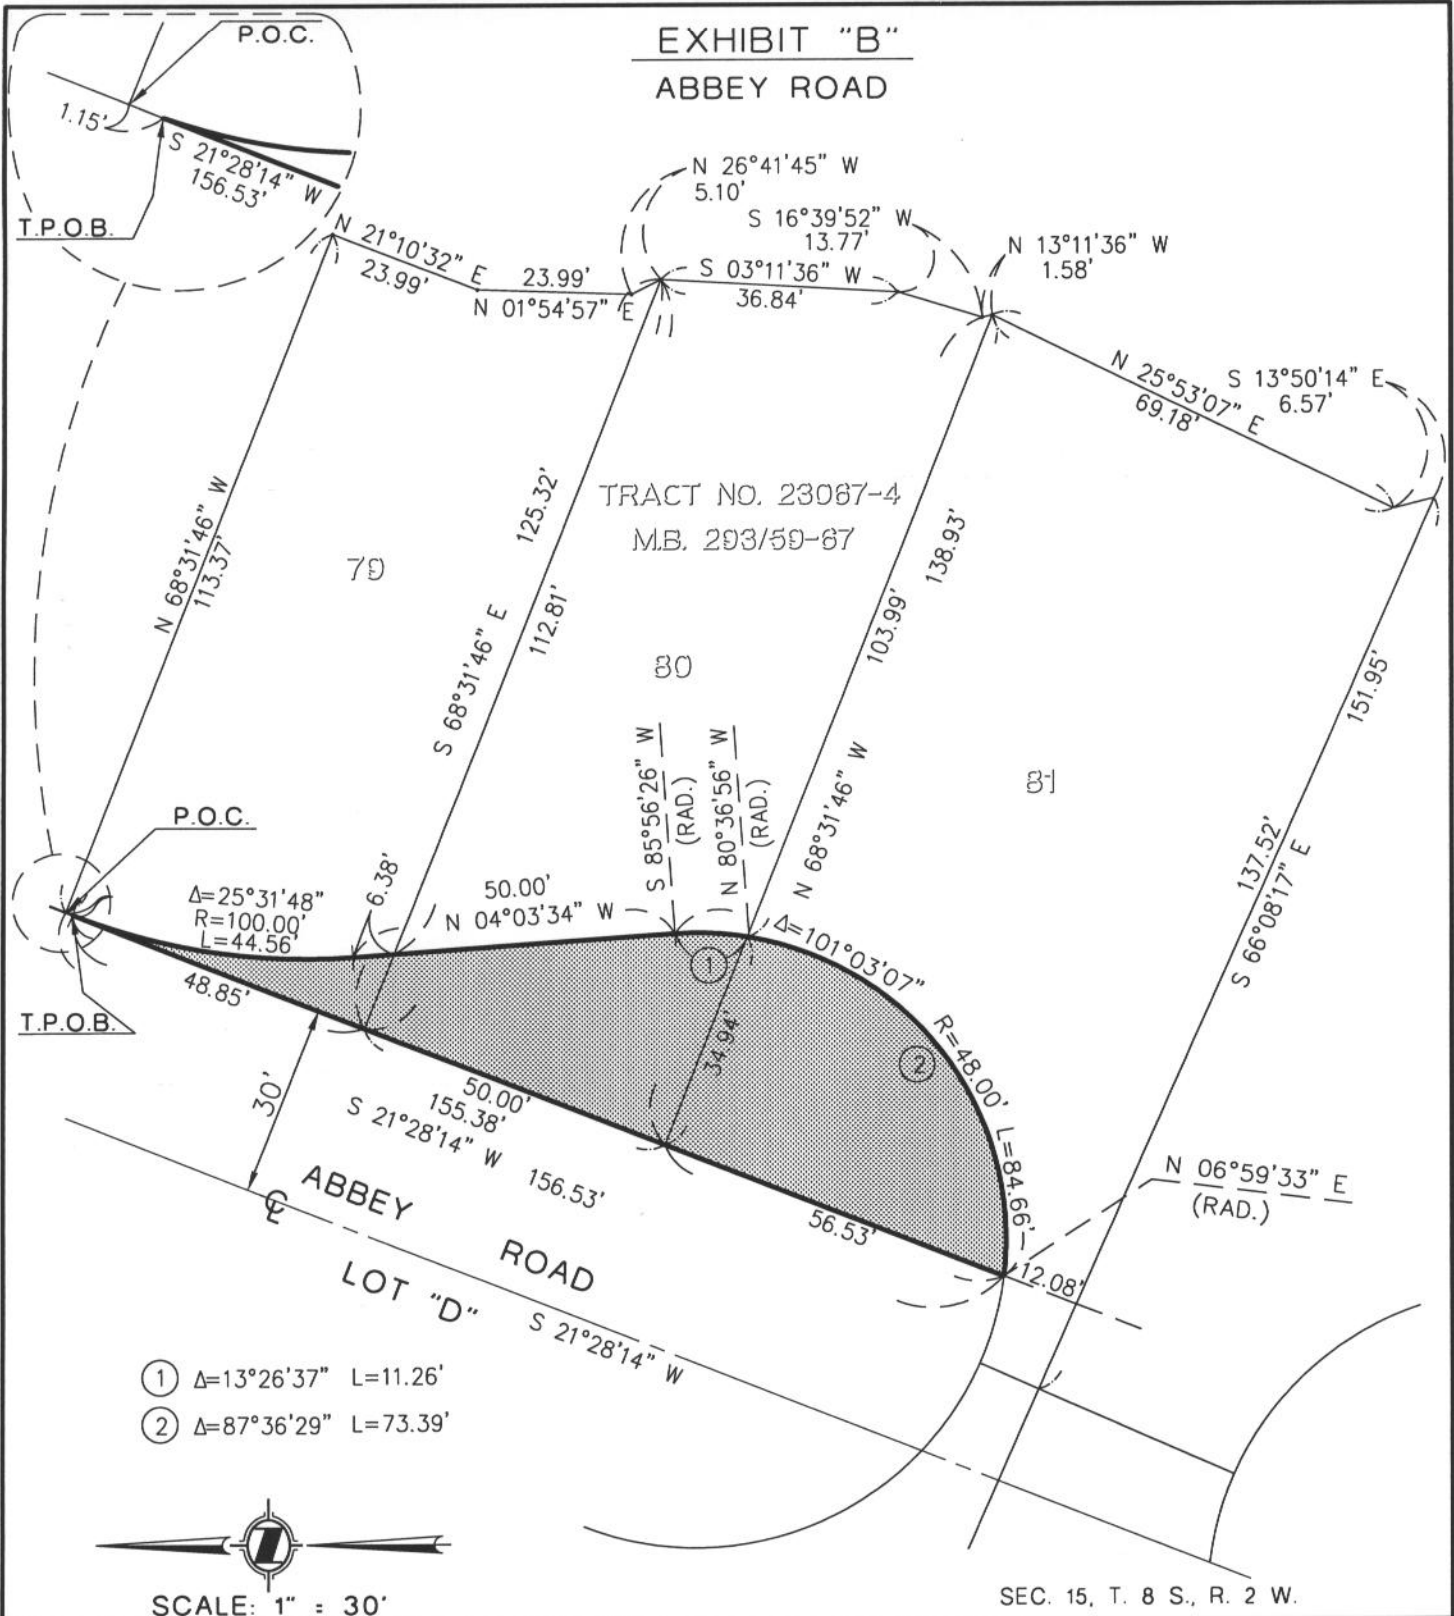 EXHIBIT "B"
ABBEY ROAD
P.O.C.
1.15'
S 21°28'14" W
156.53'
T.P.O.B.
N 21°10'32" E
23.99'
23.99'
N 01°54'57" E
N 26°41'45" W
5.10'
S 16°39'52" W
13.77'
S 03°11'36" W
36.84'
N 13°11'36" W
1.58'
N 25°53'07" E
69.18'
S 13°50'14" E
6.57'
TRACT NO. 23067-4
M.B. 293/59-67
N 68°31'46" W
113.37'
79
125.32'
S 68°31'46" E
112.81'
80
138.93'
103.99'
N 68°31'46" W
81
151.95'
137.52'
S 66°08'17" E
S 85°56'26" W
(RAD.)
N 80°36'56" W
(RAD.)
P.O.C.
Δ=25°31'48"
R=100.00'
L=44.56'
6.38'
50.00'
N 04°03'34" W
1
Δ=101°03'07"
R=48.00'
L=84.66'
2
48.85'
T.P.O.B.
34.94'
30'
50.00'
155.38'
S 21°28'14" W
156.53'
56.53'
N 06°59'33" E
(RAD.)
12.08'
℄
ABBEY ROAD
LOT "D"
S 21°28'14" W
1 Δ=13°26'37" L=11.26'
2 Δ=87°36'29" L=73.39'
SCALE: 1" = 30'
SEC. 15, T. 8 S., R. 2 W.